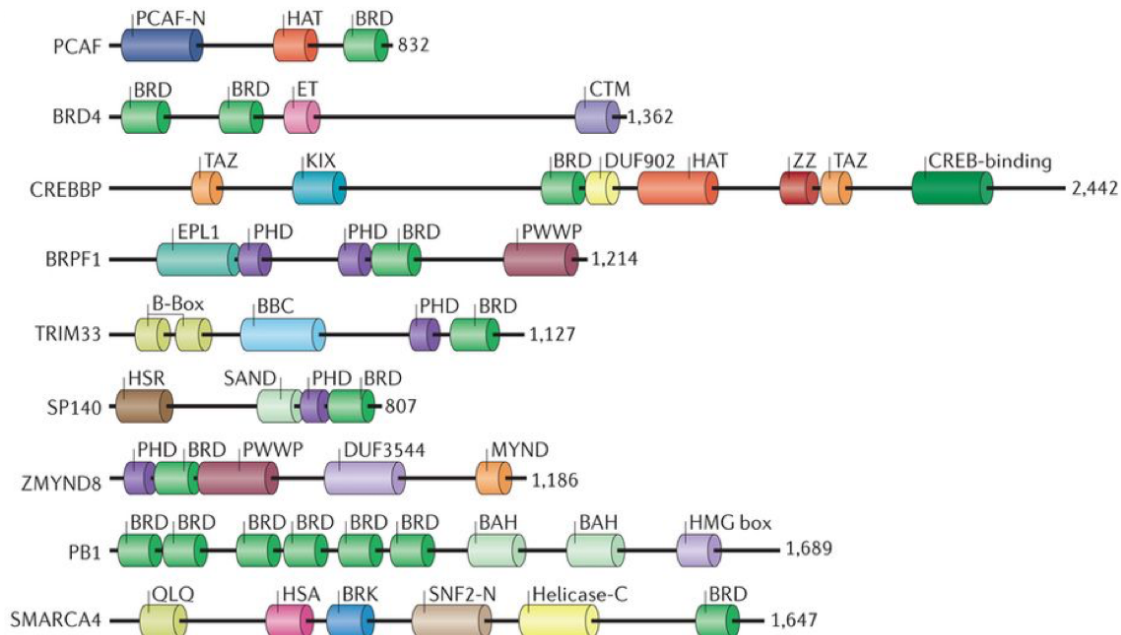 PCAF-N HAT BRD
PCAF 832
BRD BRD ET CTM
BRD4 1,362
TAZ KIX BRD DUF902 HAT ZZ TAZ CREB-binding
CREBBP 2,442
EPL1 PHD PHD BRD PWWP
BRPF1 1,214
B-Box BBC PHD BRD
TRIM33 1,127
HSR SAND PHD BRD
SP140 807
PHD BRD PWWP DUF3544 MYND
ZMYND8 1,186
BRD BRD BRD BRD BRD BRD BAH BAH HMG box
PB1 1,689
QLQ HSA BRK SNF2-N Helicase-C BRD
SMARCA4 1,647